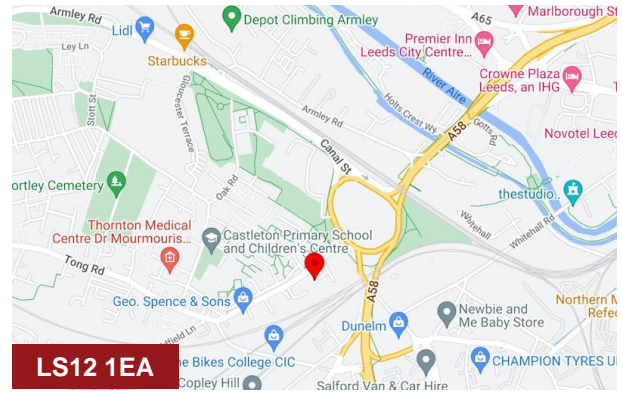 Armley Rd
Lidl
Ley Ln
Starbucks
Depot Climbing Armley
A65
Marlborough St
Premier Inn
Leeds City Centre...
River Aire
Crowne Plaza
Leeds, an IHG
Stott St
Gloucester Terrace
Armley Rd
Holts Crest Wy
A58
Gotts Rd
Novotel Leed
Canal St
ortley Cemetery
Oak Rd
thestudio
Thornton Medical
Centre Dr Mourmouris...
Castleton Primary School
and Children's Centre
Whitehall
Whitehall Rd
Tong Rd
Geo. Spence & Sons
A58
Newbie and
Me Baby Store
Northern M
Refec
Dunelm
dfield Ln
ne Bikes College CIC
CHAMPION TYRES U
LS12 1EA
Copley Hill
Salford Van & Car Hire